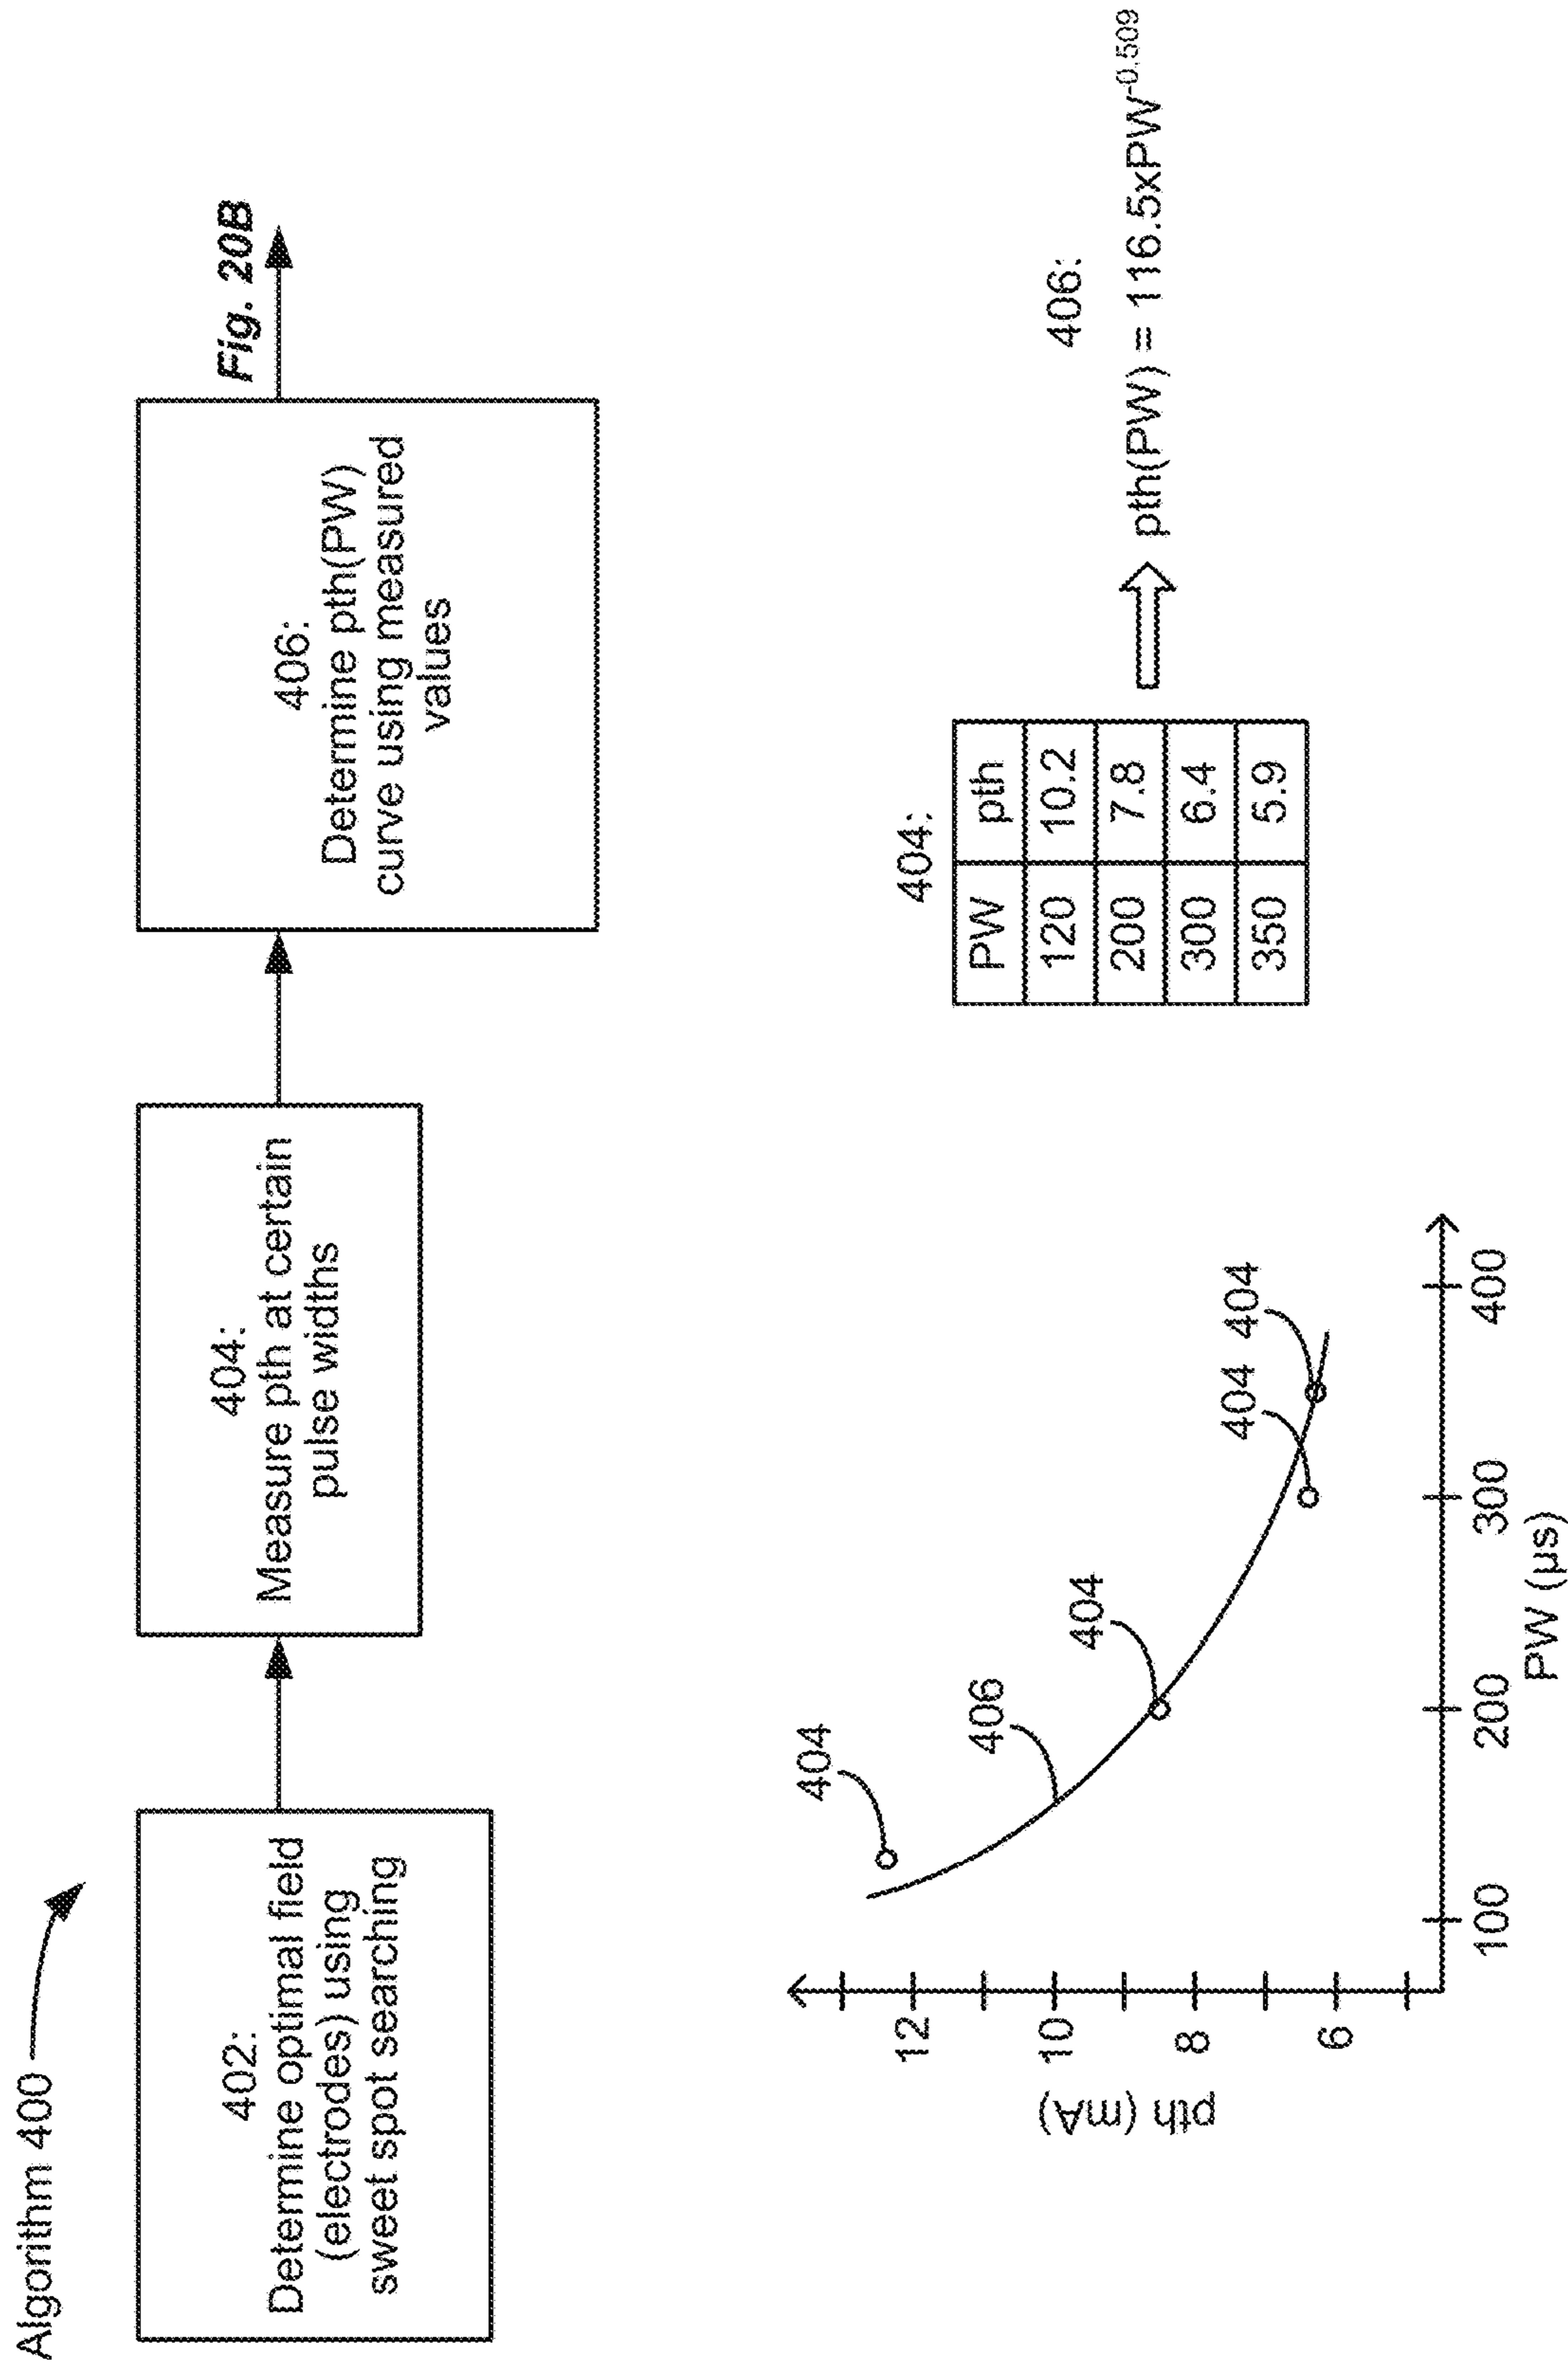 Algorithm 400
402:
Determine optimal field
(electrodes) using
sweet spot searching
404:
Measure pth at certain
pulse widths
406:
Determine pth(PW)
curve using measured
values
Fig. 20B
pth (mA)
12
10
8
6
100
200
300
400
PW (µs)
404
406
404
404
404
404:
PW pth
120 10.2
200 7.8
300 6.4
350 5.9
406:
pth(PW) = 116.5xPW^-0.509